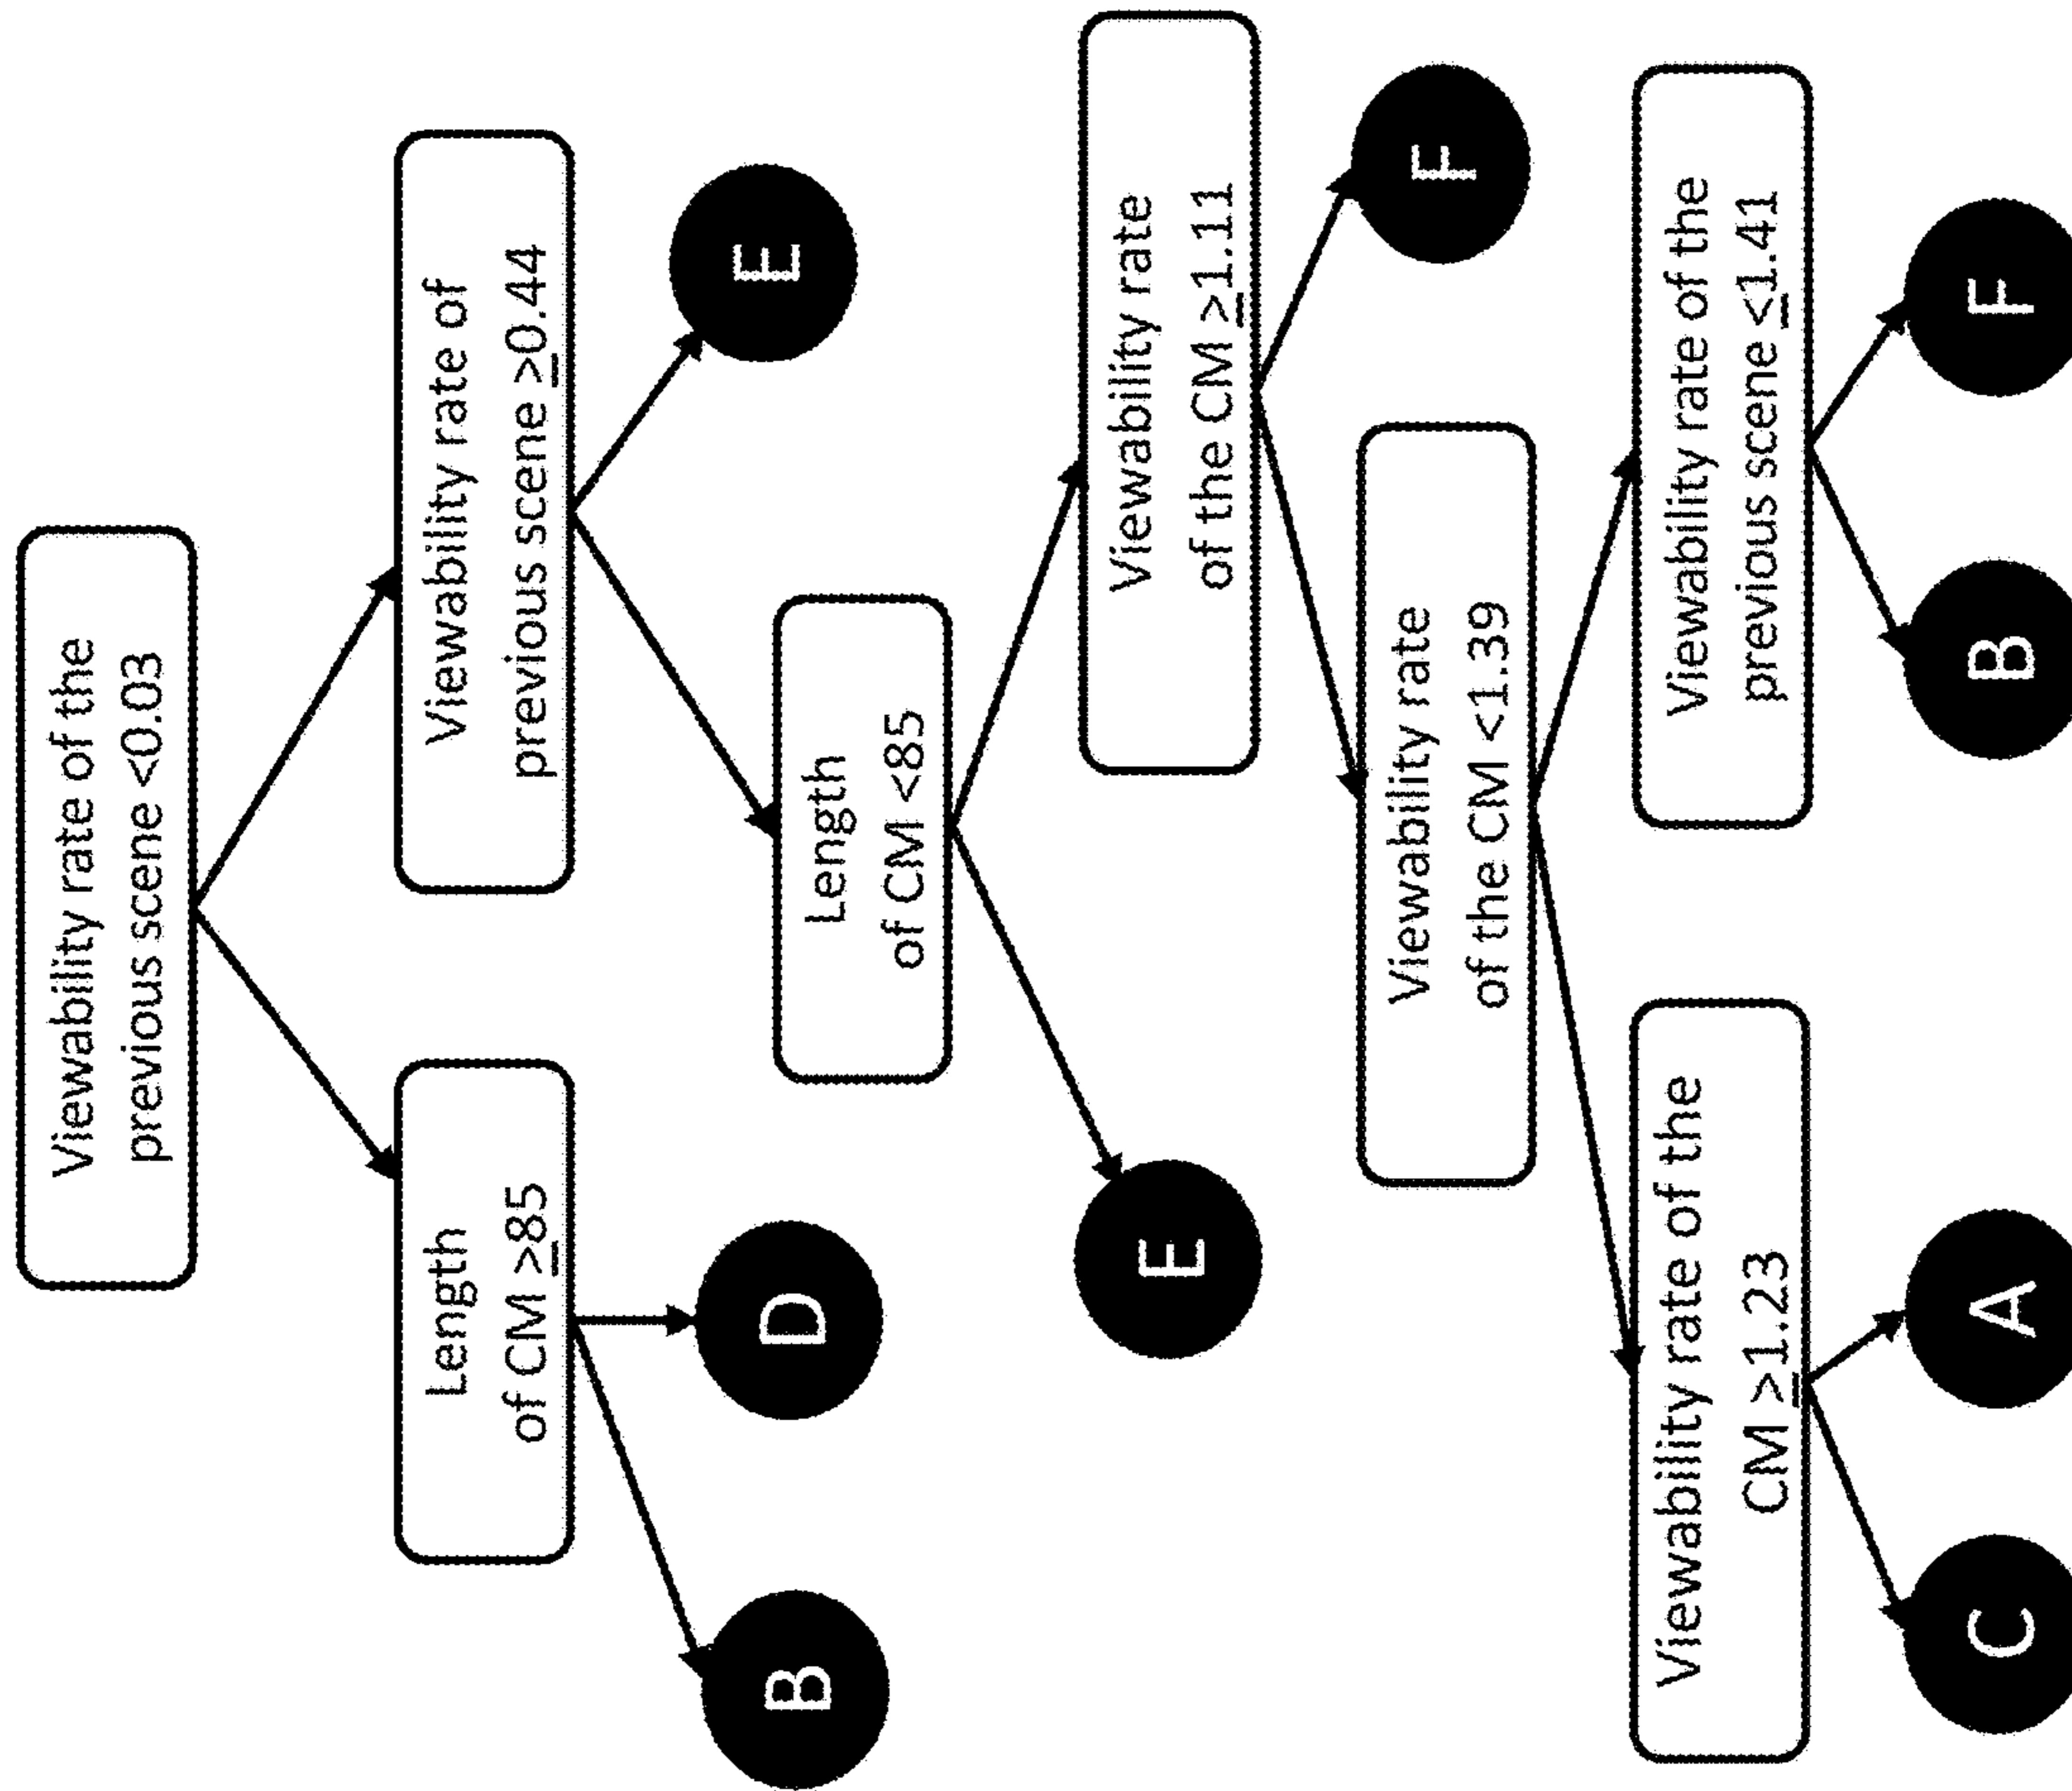 Viewability rate of the
previous scene <0.03
Length
of CM ≥85
Viewability rate of
previous scene ≥0.44
B
D
E
Length
of CM <85
E
Viewability rate
of the CM ≥1.11
Viewability rate
of the CM <1.39
F
Viewability rate of the
CM ≥1.23
Viewability rate of the
previous scene ≤1.41
C
A
B
F